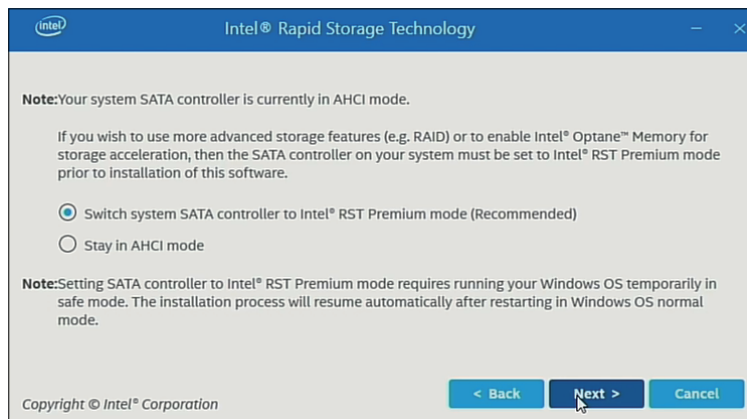 intel
Intel® Rapid Storage Technology
Note:Your system SATA controller is currently in AHCI mode.
If you wish to use more advanced storage features (e.g. RAID) or to enable Intel® Optane™ Memory for
storage acceleration, then the SATA controller on your system must be set to Intel® RST Premium mode
prior to installation of this software.
Switch system SATA controller to Intel® RST Premium mode (Recommended)
Stay in AHCI mode
Note:Setting SATA controller to Intel® RST Premium mode requires running your Windows OS temporarily in
safe mode. The installation process will resume automatically after restarting in Windows OS normal
mode.
< Back Next > Cancel
Copyright © Intel® Corporation